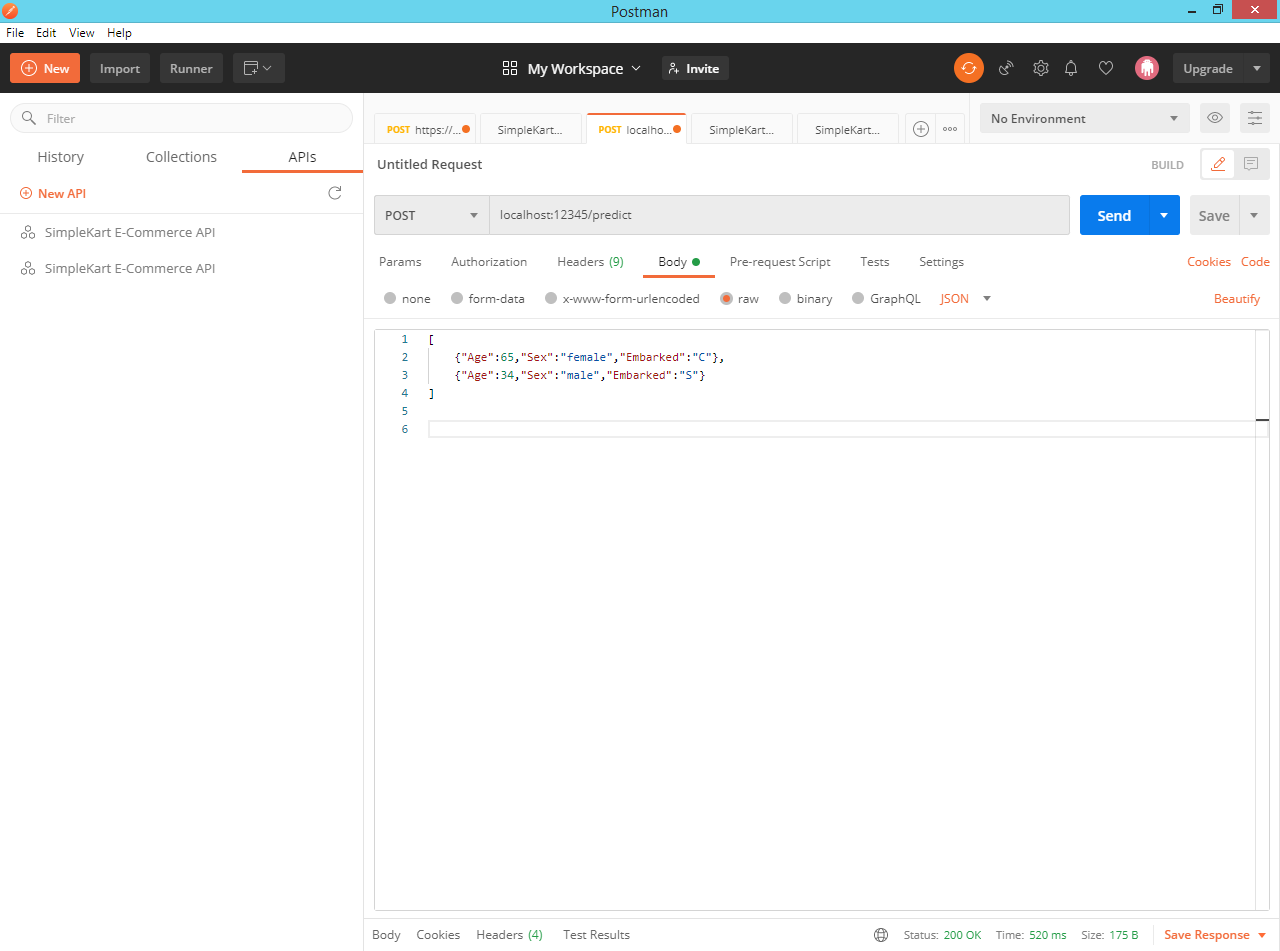 Postman
File Edit View Help
New Import Runner My Workspace Invite Upgrade
Filter
History Collections APIs
New API
SimpleKart E-Commerce API
SimpleKart E-Commerce API
POST https://... SimpleKart... POST localho... SimpleKart... SimpleKart... No Environment
Untitled Request BUILD
POST localhost:12345/predict Send Save
Params Authorization Headers (9) Body Pre-request Script Tests Settings Cookies Code
none form-data x-www-form-urlencoded raw binary GraphQL JSON Beautify
1 [
2 {"Age":65,"Sex":"female","Embarked":"C"},
3 {"Age":34,"Sex":"male","Embarked":"S"}
4 ]
5
6
Body Cookies Headers (4) Test Results Status: 200 OK Time: 520 ms Size: 175 B Save Response